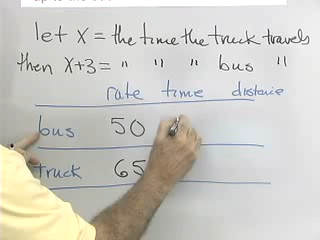 let X = the time the truck travels
then X+3 = " " " bus "
rate time distance
bus 50
truck 65